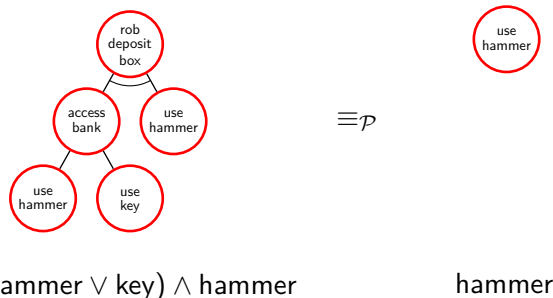 rob
deposit
box
access
bank
use
hammer
use
hammer
use
key
≡𝒫
use
hammer
ammer ∨ key) ∧ hammer
hammer